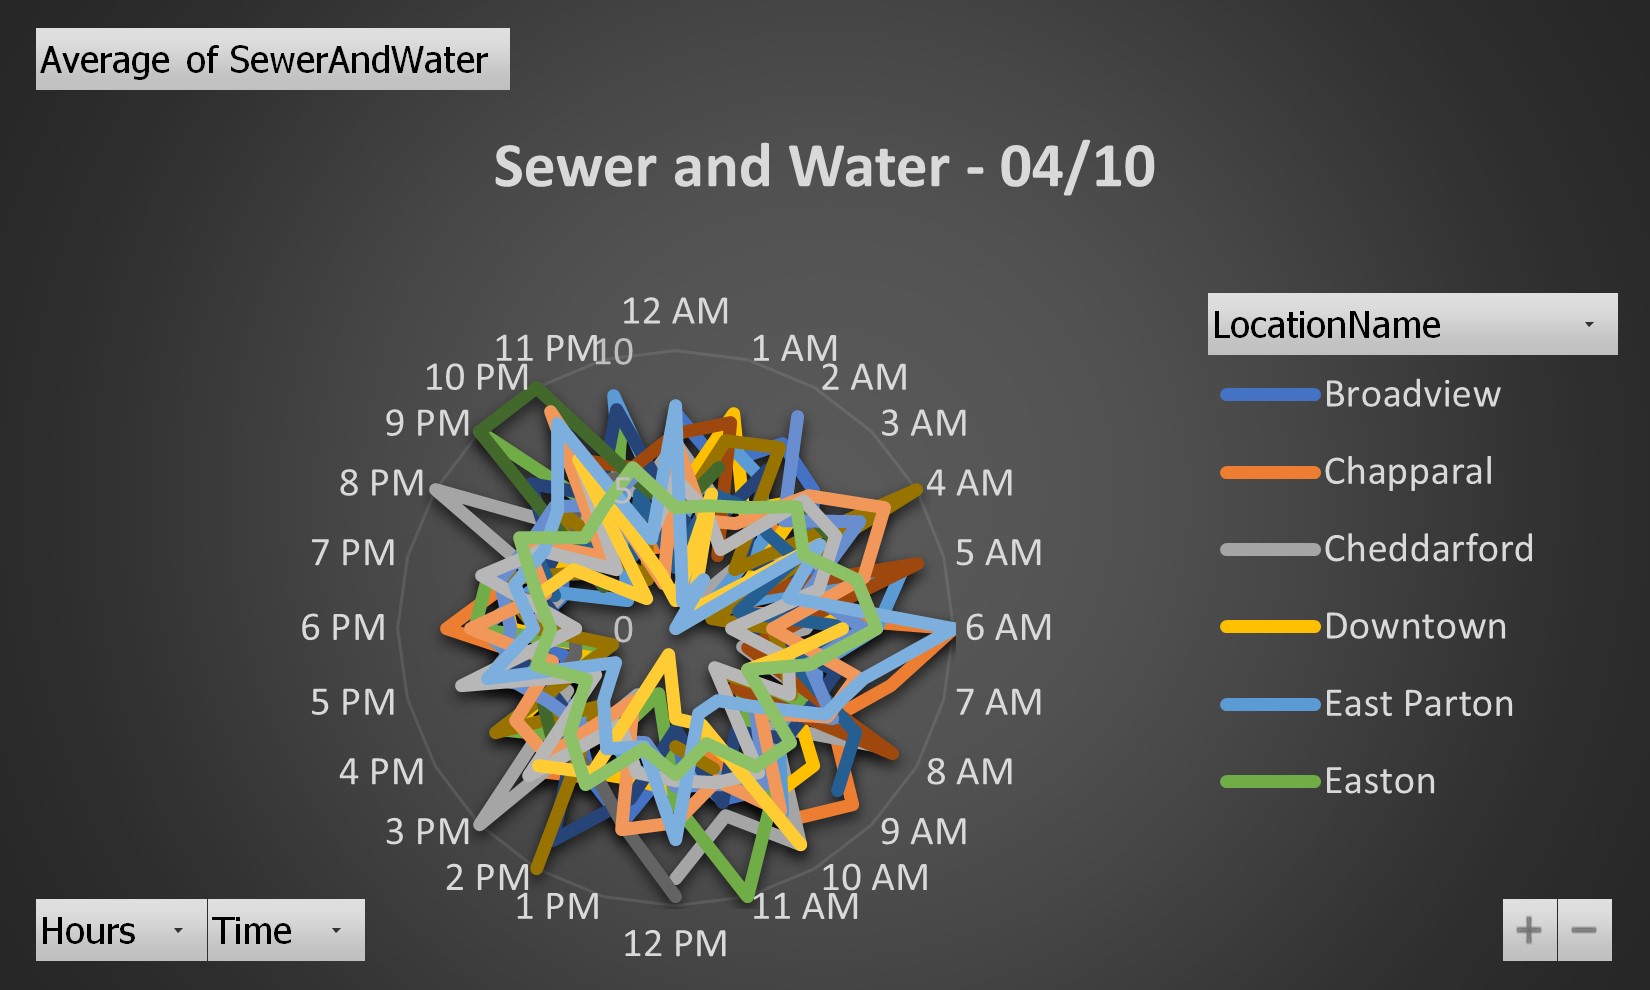 Average of SewerAndWater
Sewer and Water - 04/10
12 AM
1 AM
2 AM
3 AM
4 AM
5 AM
6 AM
7 AM
8 AM
9 AM
10 AM
11 AM
12 PM
1 PM
2 PM
3 PM
4 PM
5 PM
6 PM
7 PM
8 PM
9 PM
10 PM
11 PM
10
5
0
LocationName
Broadview
Chapparal
Cheddarford
Downtown
East Parton
Easton
Hours
Time
+ −